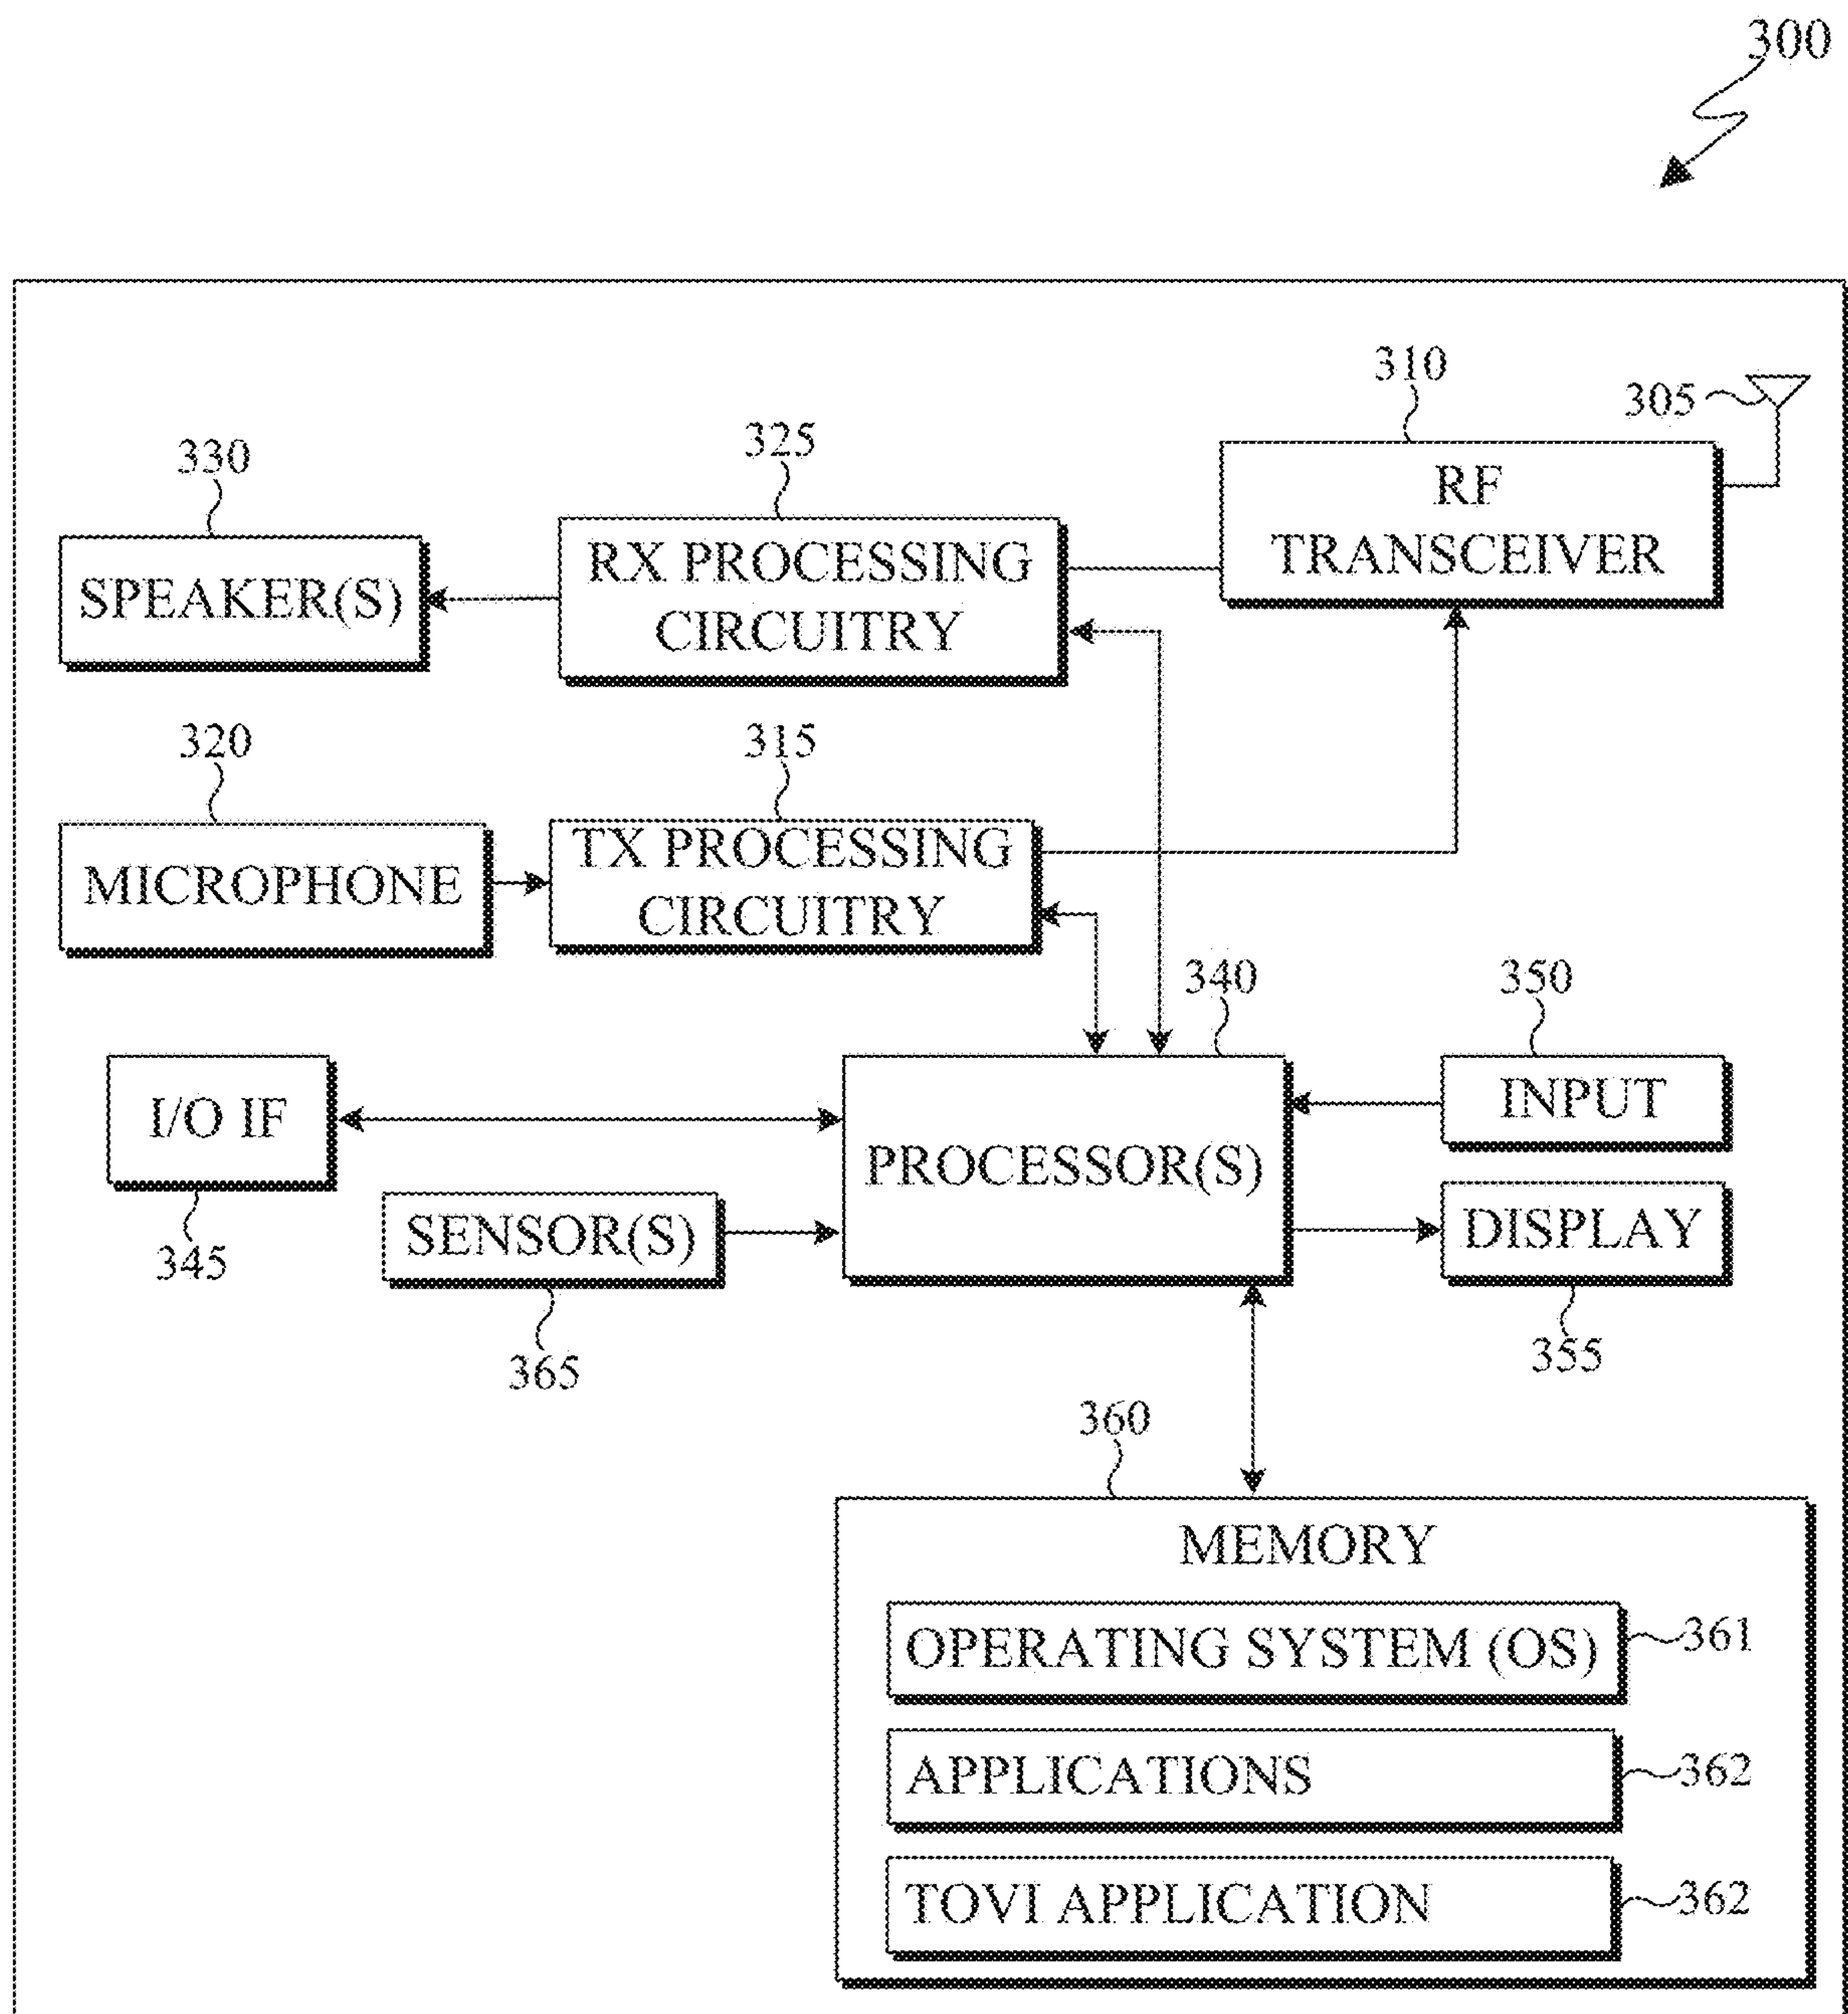 300
310
305
330
325
RF
TRANSCEIVER
SPEAKER(S)
RX PROCESSING
CIRCUITRY
320
315
MICROPHONE
TX PROCESSING
CIRCUITRY
340
350
I/O IF
PROCESSOR(S)
INPUT
345
SENSOR(S)
DISPLAY
365
355
360
MEMORY
OPERATING SYSTEM (OS)
361
APPLICATIONS
362
TOVI APPLICATION
362